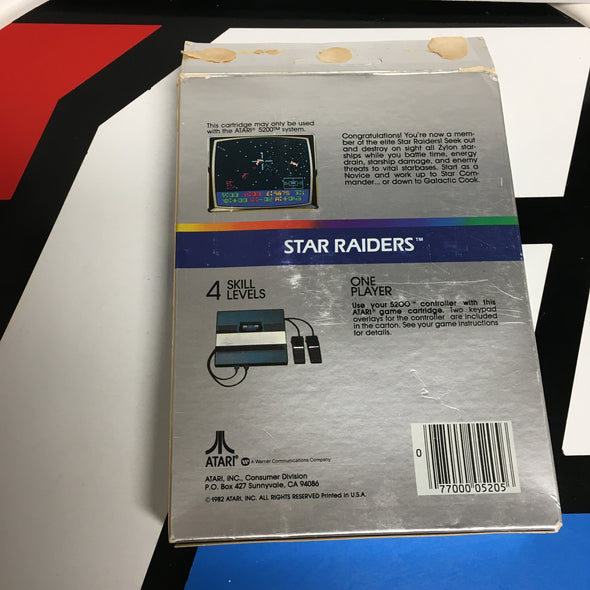 This cartridge may only be used
with the ATARI® 5200™ system.
Congratulations! You're now a mem-
ber of the elite Star Raiders! Seek out
and destroy on sight all Zylon star-
ships while you battle time, energy
drain, starship damage, and enemy
threats to vital starbases. Start as a
Novice and work up to Star Com-
mander... or down to Galactic Cook.
STAR RAIDERS™
4 SKILL
LEVELS
ONE
PLAYER
Use your 5200™ controller with this
ATARI® game cartridge. Two keypad
overlays for the controller are included
in the carton. See your game instructions
for details.
ATARI®
A Warner Communications Company
ATARI, INC., Consumer Division
P.O. Box 427 Sunnyvale, CA 94086
© 1982 ATARI, INC. ALL RIGHTS RESERVED Printed in U.S.A.
0 77000 05205